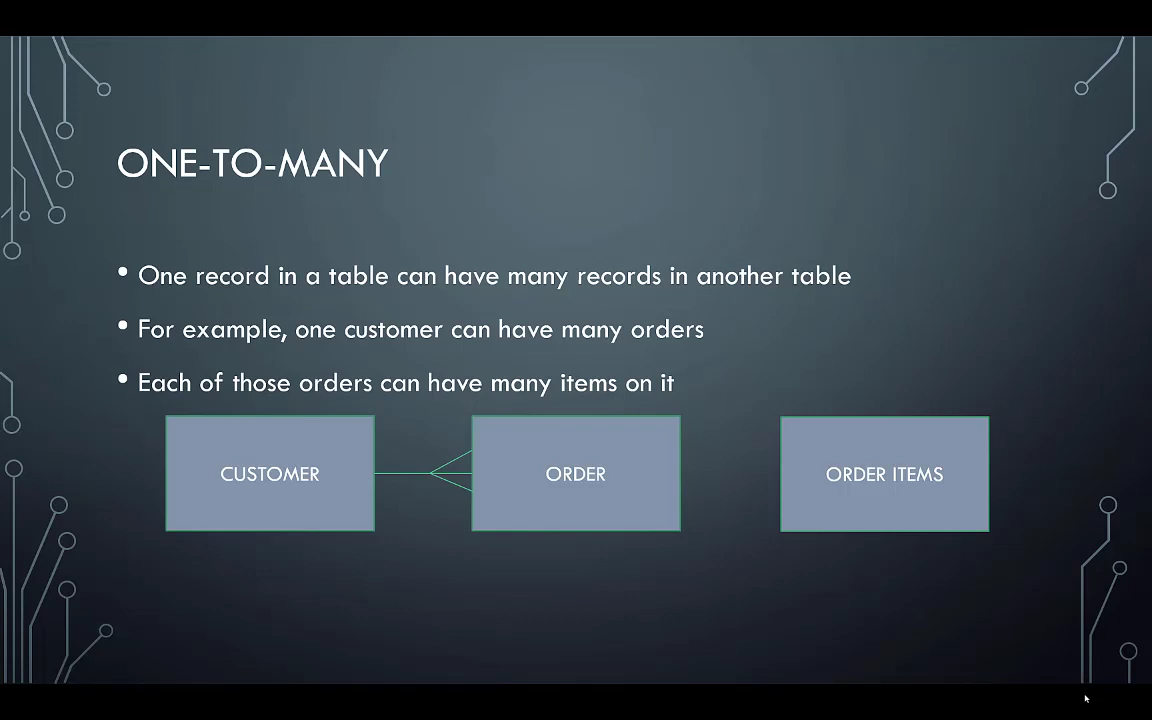 ONE-TO-MANY
• One record in a table can have many records in another table
• For example, one customer can have many orders
• Each of those orders can have many items on it
CUSTOMER
ORDER
ORDER ITEMS